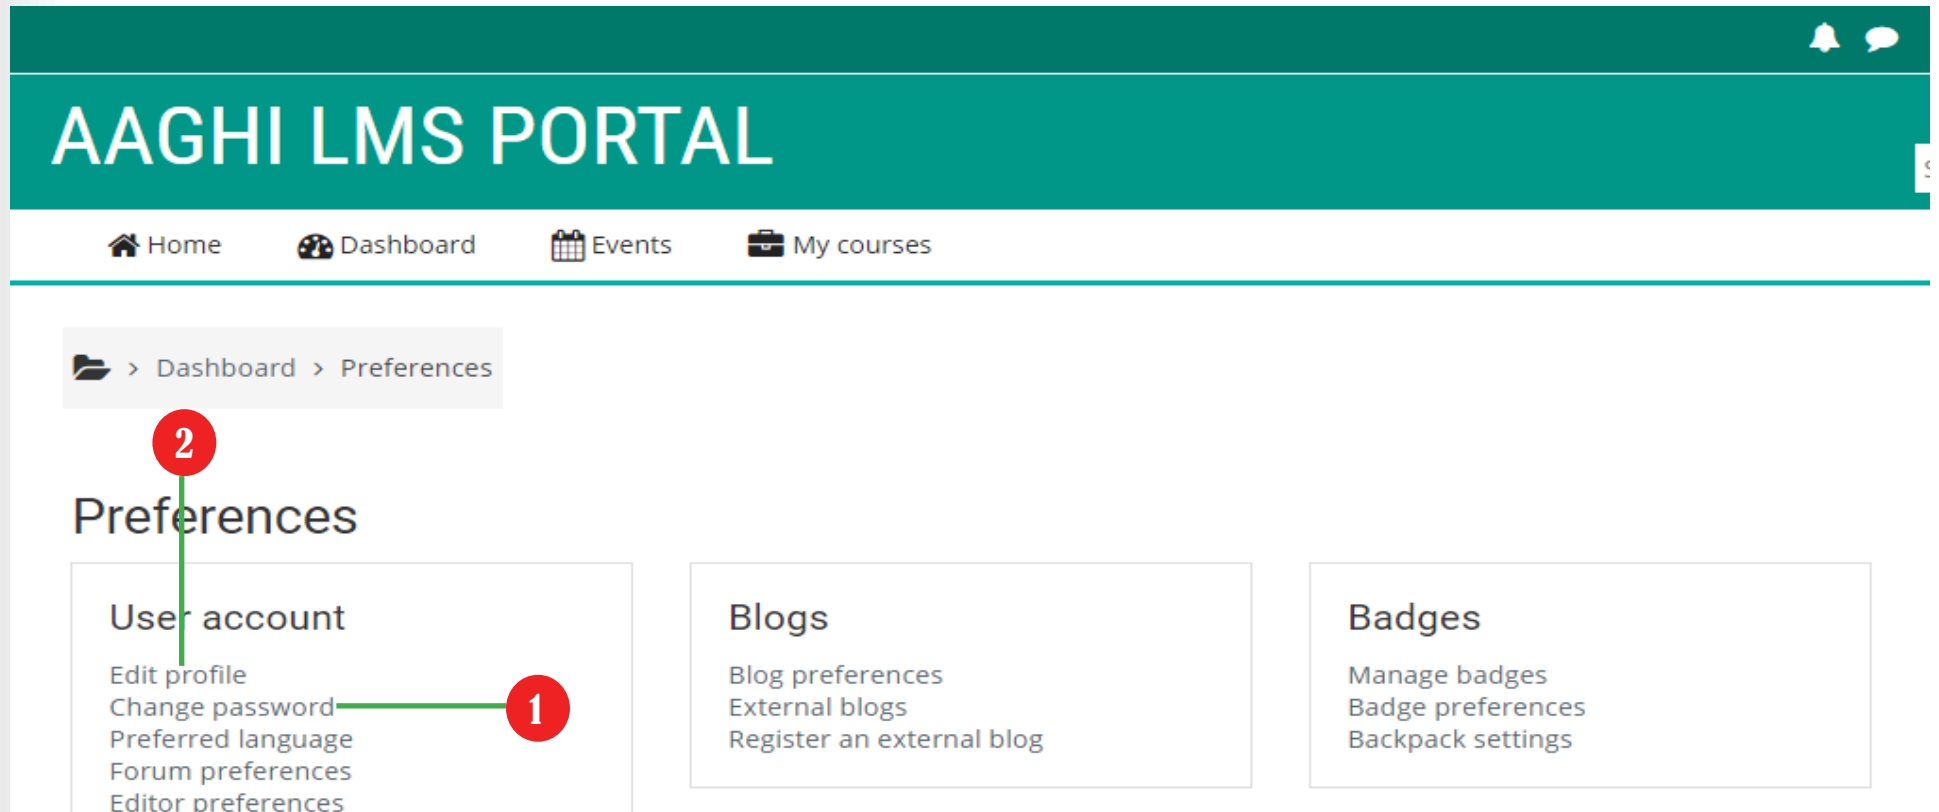 AAGHI LMS PORTAL
Home Dashboard Events My courses
> Dashboard > Preferences
2
Preferences
User account
Edit profile
Change password
1
Preferred language
Forum preferences
Editor preferences
Blogs
Blog preferences
External blogs
Register an external blog
Badges
Manage badges
Badge preferences
Backpack settings